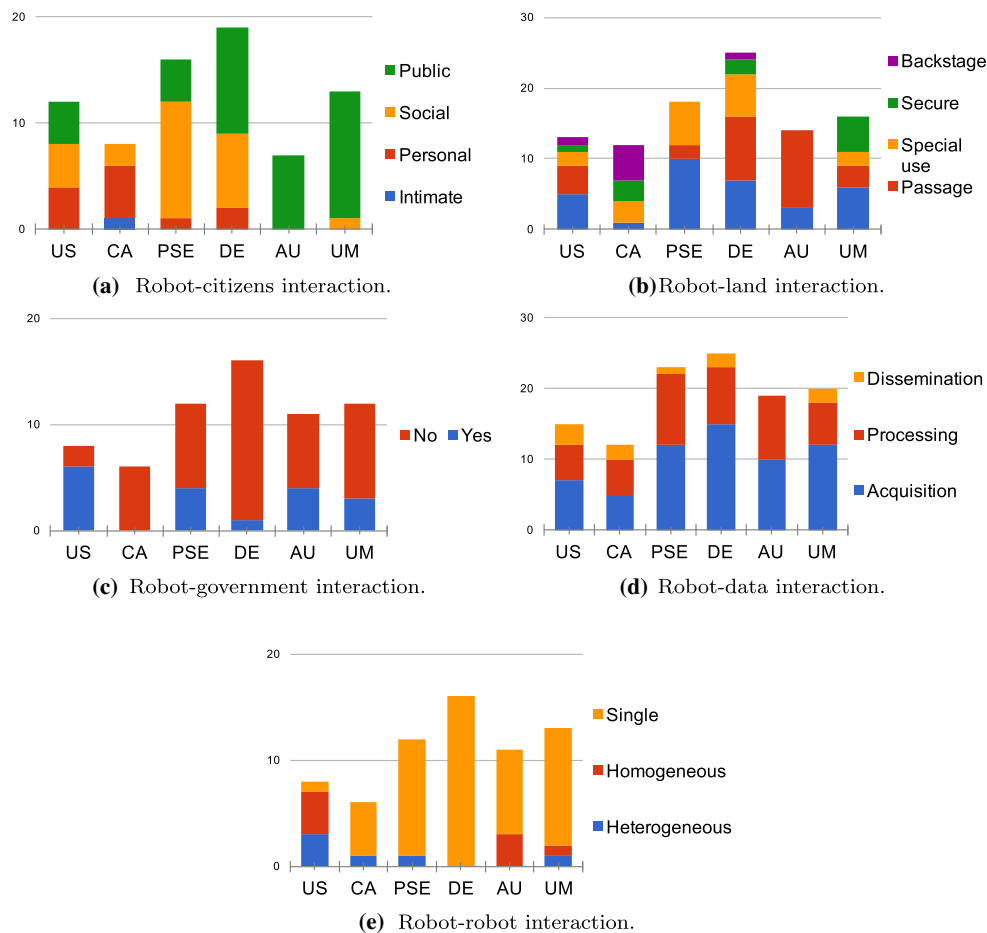 20
10
0
US CA PSE DE AU UM
Public
Social
Personal
Intimate
(a) Robot-citizens interaction.
30
20
10
0
US CA PSE DE AU UM
Backstage
Secure
Special
use
Passage
(b)Robot-land interaction.
20
10
0
US CA PSE DE AU UM
No Yes
(c) Robot-government interaction.
30
20
10
0
US CA PSE DE AU UM
Dissemination
Processing
Acquisition
(d) Robot-data interaction.
20
10
0
US CA PSE DE AU UM
Single
Homogeneous
Heterogeneous
(e) Robot-robot interaction.